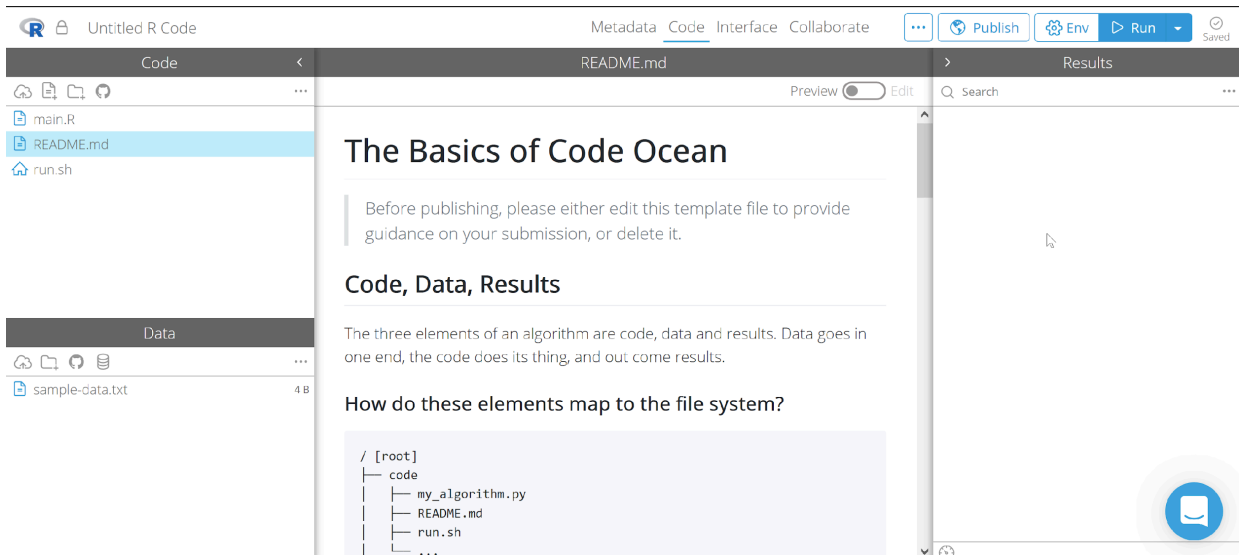 R Untitled R Code Metadata Code Interface Collaborate ... Publish Env Run Saved
Code README.md Results
Preview Edit Search
main.R
README.md
run.sh
The Basics of Code Ocean
Before publishing, please either edit this template file to provide
guidance on your submission, or delete it.
Code, Data, Results
Data
The three elements of an algorithm are code, data and results. Data goes in
one end, the code does its thing, and out come results.
sample-data.txt 4 B
How do these elements map to the file system?
/ [root]
├── code
│   ├── my_algorithm.py
│   ├── README.md
│   ├── run.sh
│   └── ...